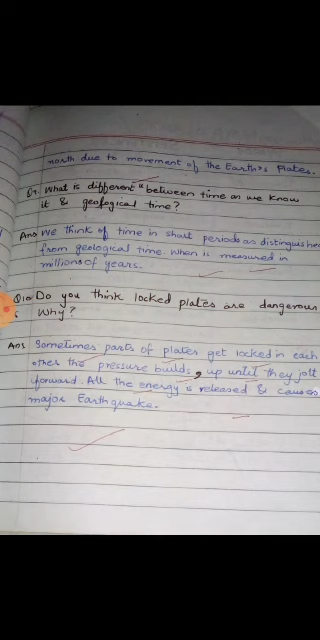 north due to movement of the Earth's Plates.
Q9. What is different between time as we know
it & geological time?
Ans We think of time in short periods as distinguished
from geological time when is measured in
millions of years.
Q10 Do you think locked plates are dangerous
Why?
Ans Sometimes parts of plates get locked in each
other the pressure builds, up until they jolt
forward. All the energy is released & causes
major Earthquake.